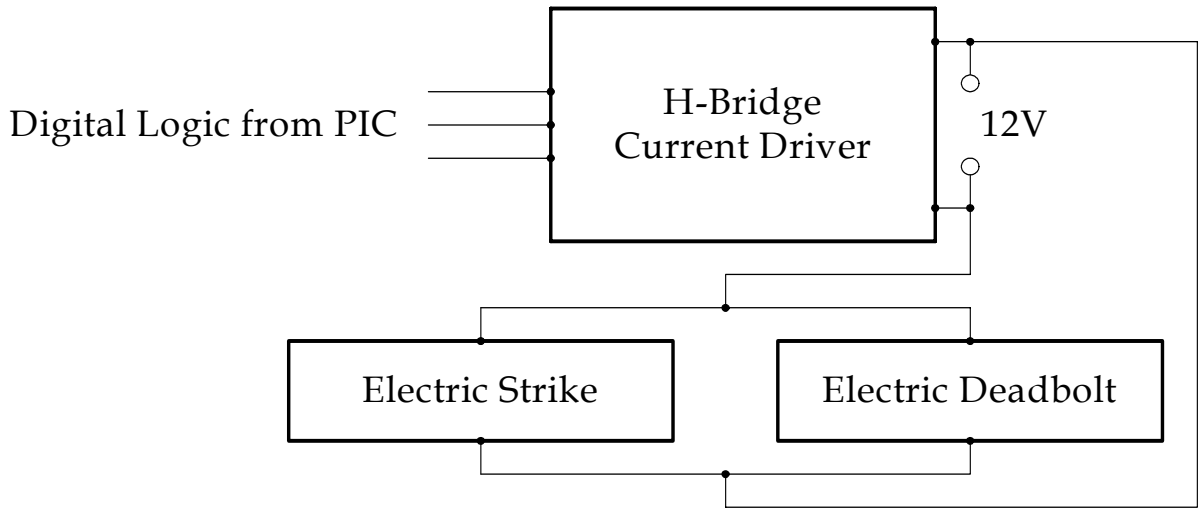 Digital Logic from PIC
H-Bridge
Current Driver
12V
Electric Strike
Electric Deadbolt